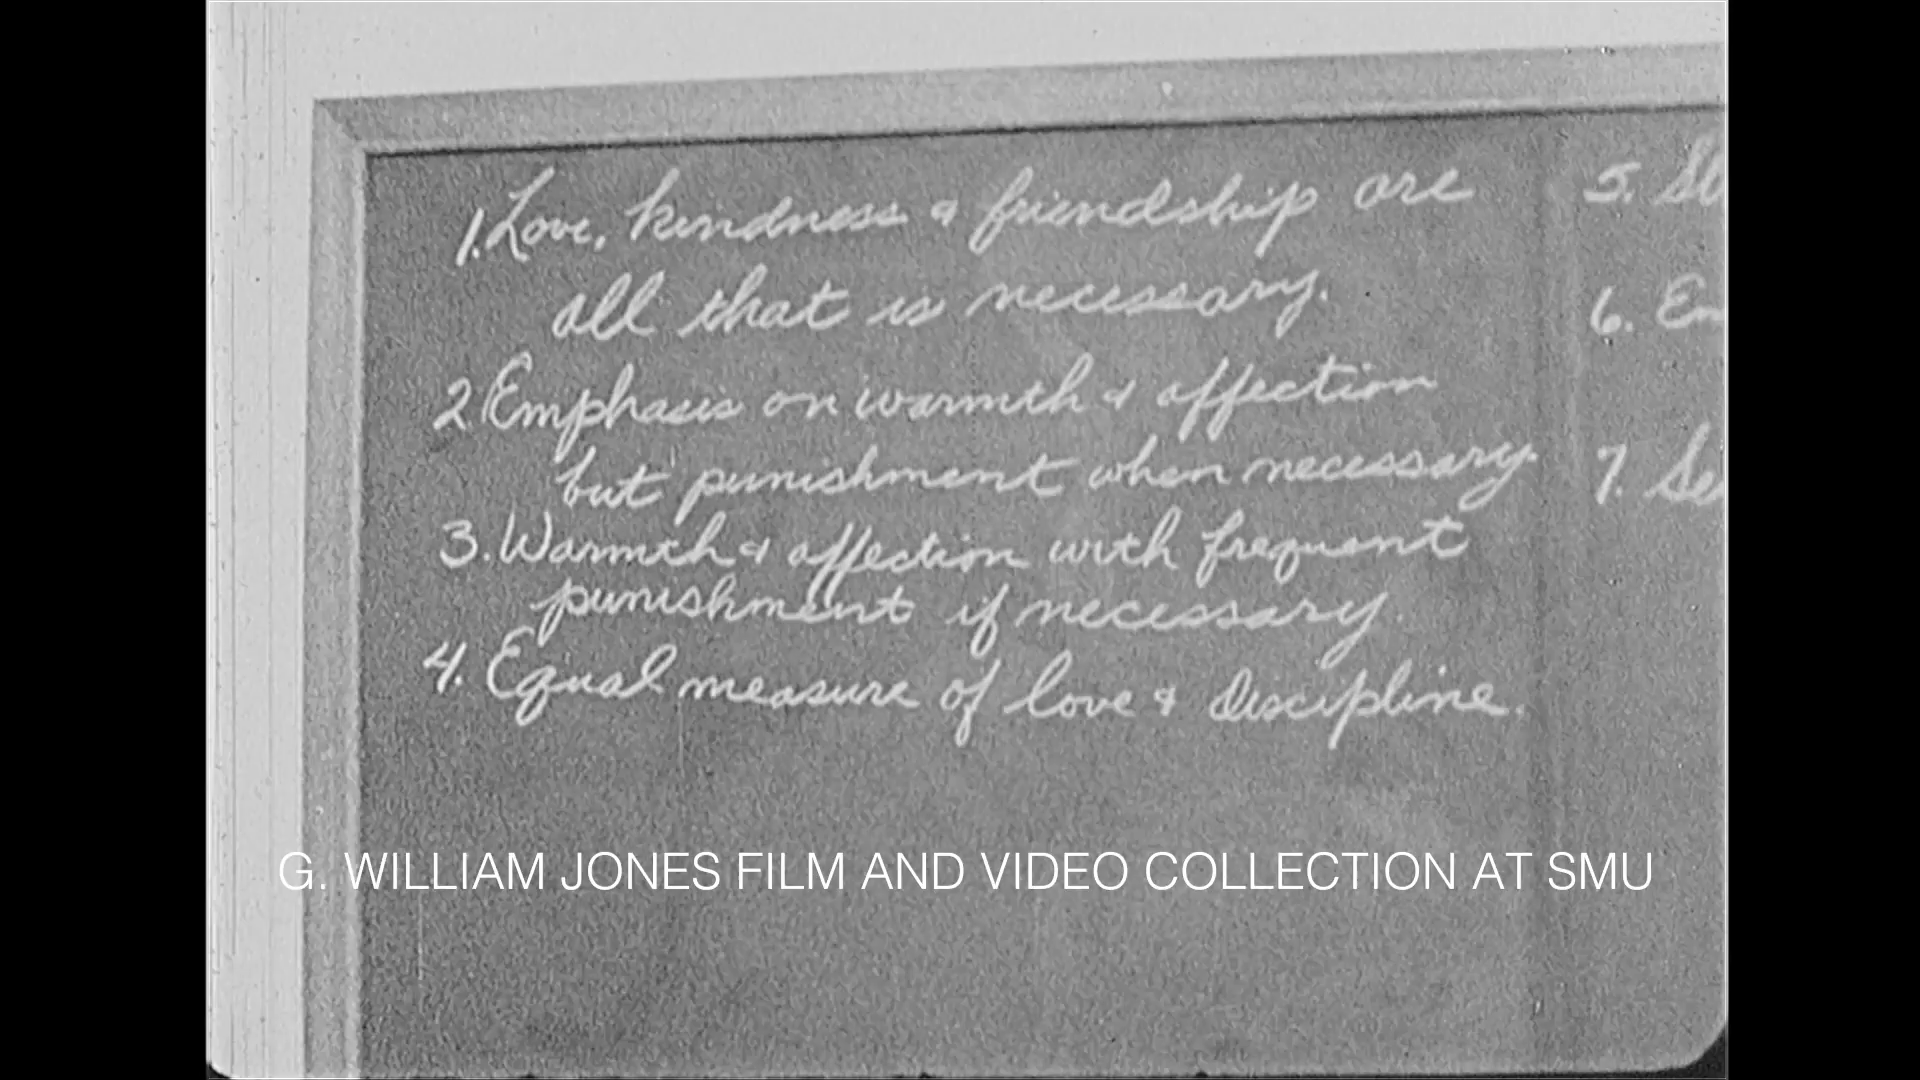 1. Love, kindness & friendship are
all that is necessary.
2 Emphasis on warmth & affection
but punishment when necessary.
3. Warmth & affection with frequent
punishment if necessary.
4. Equal measure of love & discipline.
5.
6.
7.
G. WILLIAM JONES FILM AND VIDEO COLLECTION AT SMU